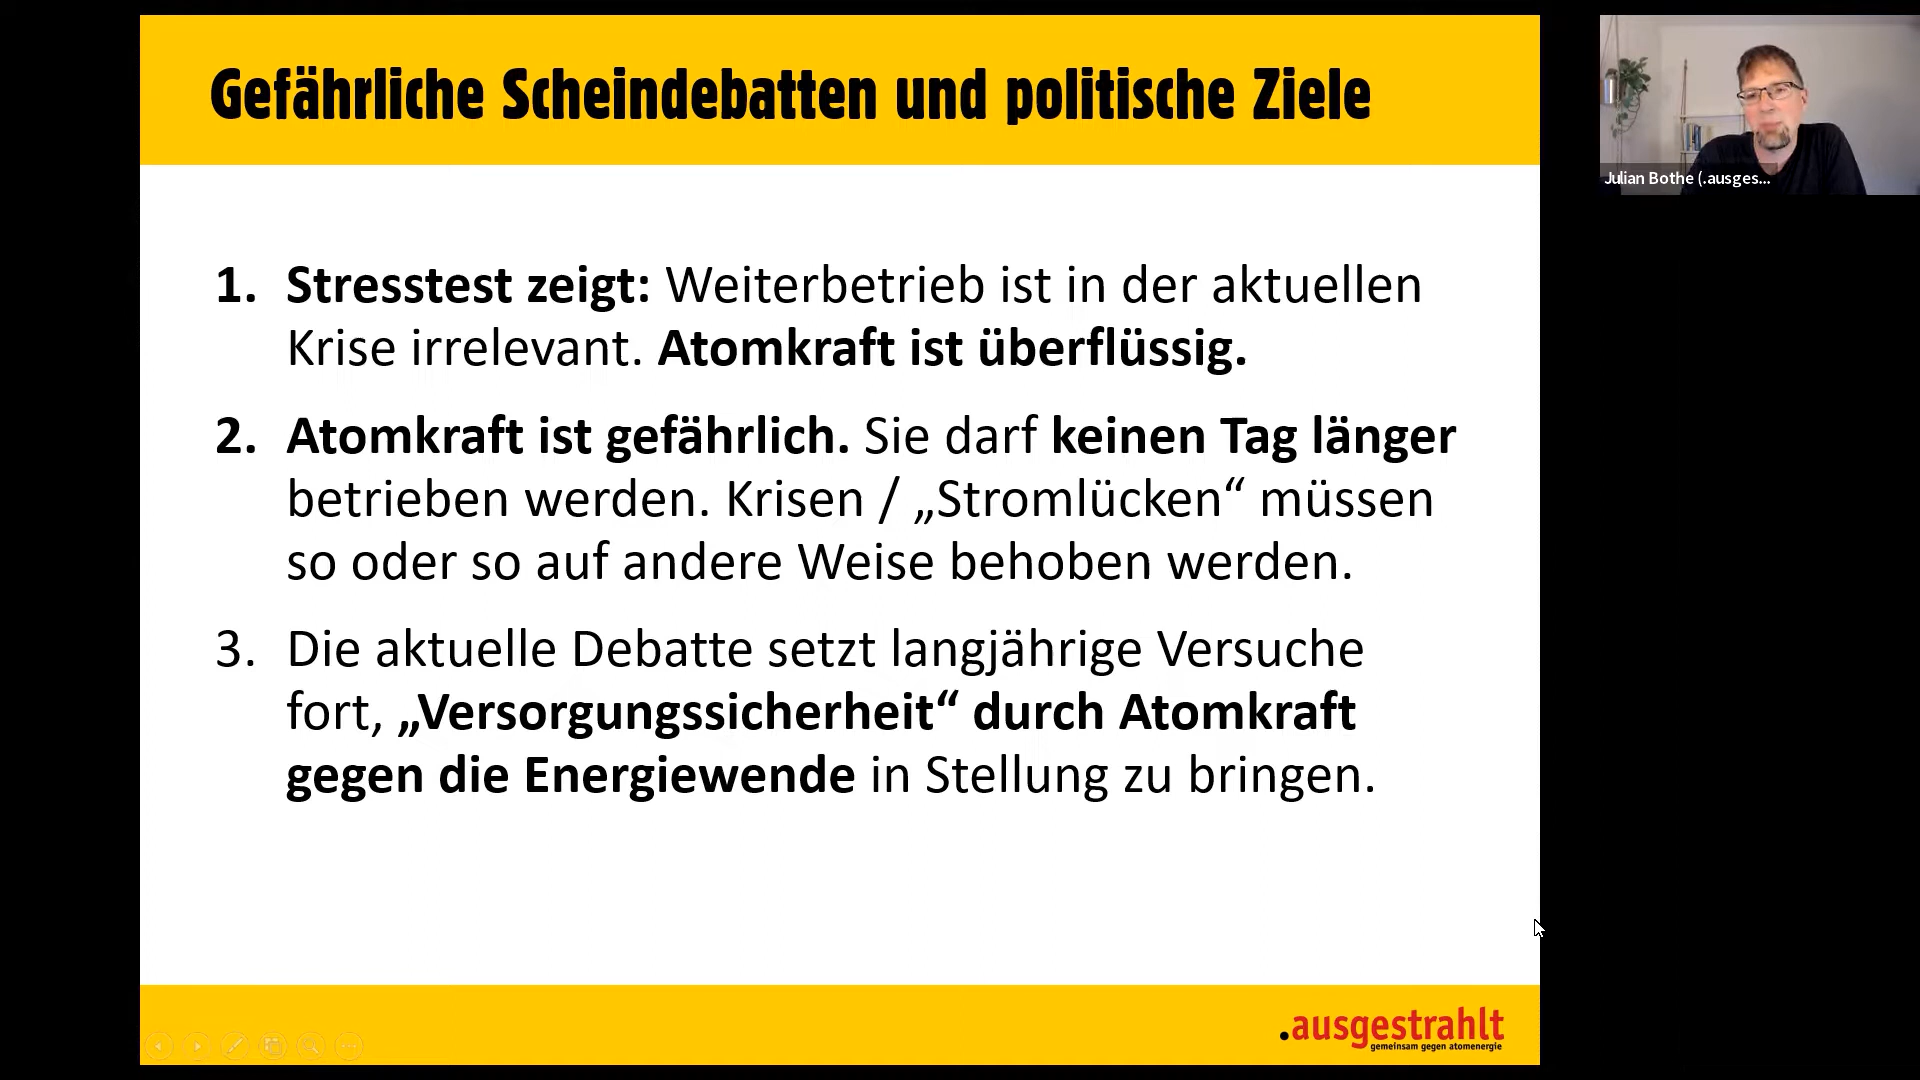 Gefährliche Scheindebatten und politische Ziele
1. Stresstest zeigt: Weiterbetrieb ist in der aktuellen
Krise irrelevant. Atomkraft ist überflüssig.
2. Atomkraft ist gefährlich. Sie darf keinen Tag länger
betrieben werden. Krisen / „Stromlücken“ müssen
so oder so auf andere Weise behoben werden.
3. Die aktuelle Debatte setzt langjährige Versuche
fort, „Versorgungssicherheit“ durch Atomkraft
gegen die Energiewende in Stellung zu bringen.
.ausgestrahlt
gemeinsam gegen atomenergie
Julian Bothe (.ausges...